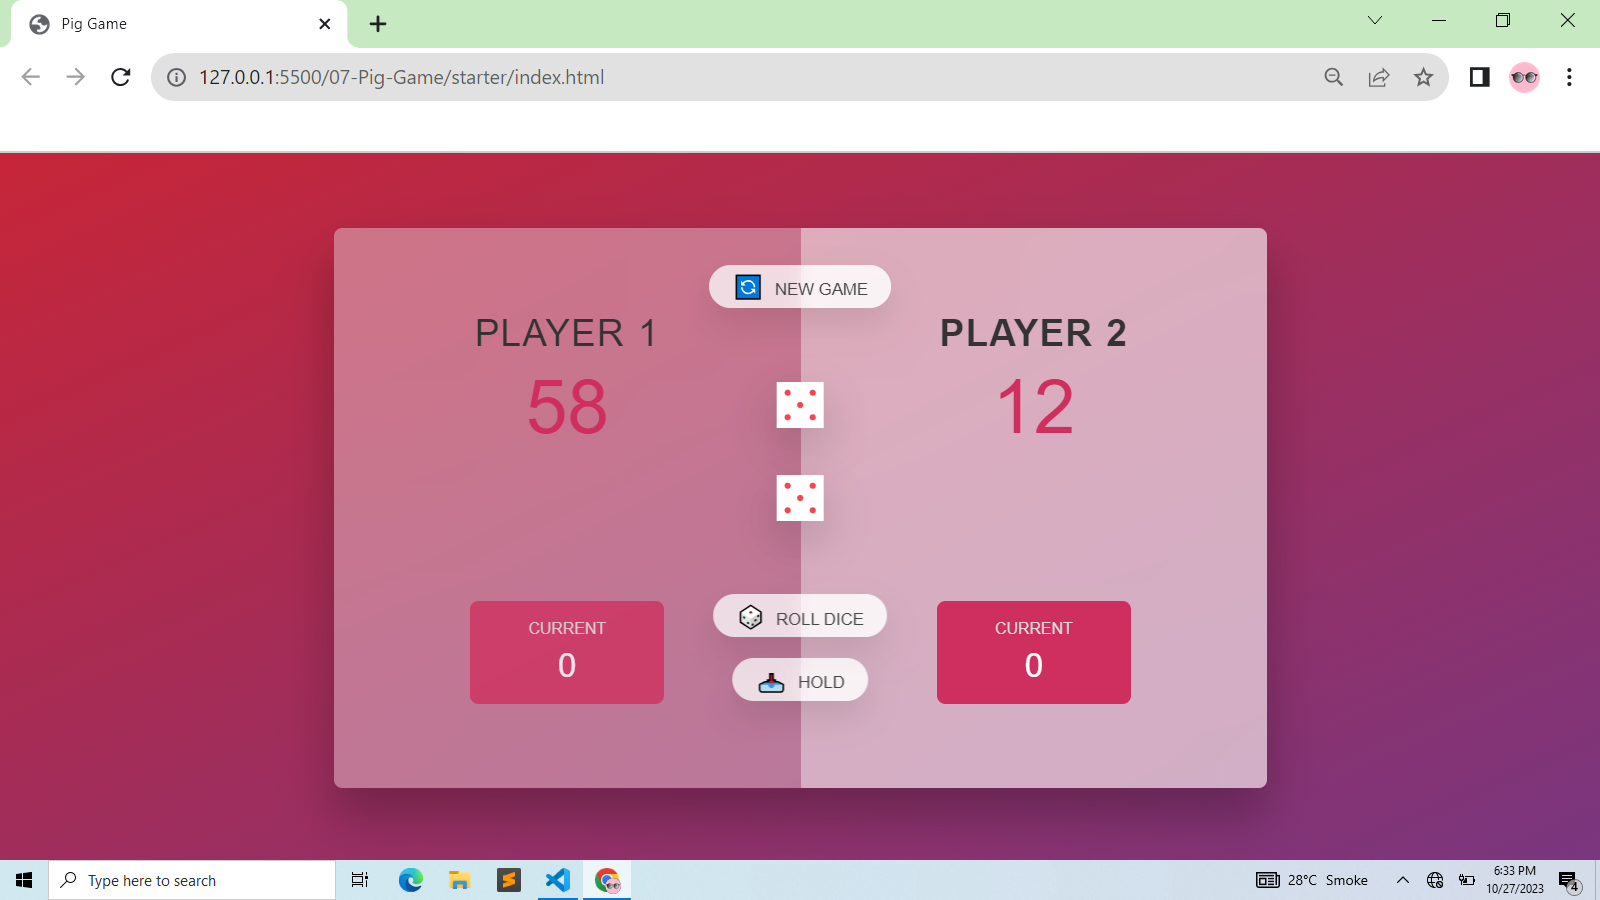 Pig Game
127.0.0.1:5500/07-Pig-Game/starter/index.html
NEW GAME
PLAYER 1
58
PLAYER 2
12
CURRENT
0
ROLL DICE
HOLD
CURRENT
0
Type here to search
28°C Smoke
6:33 PM
10/27/2023
4